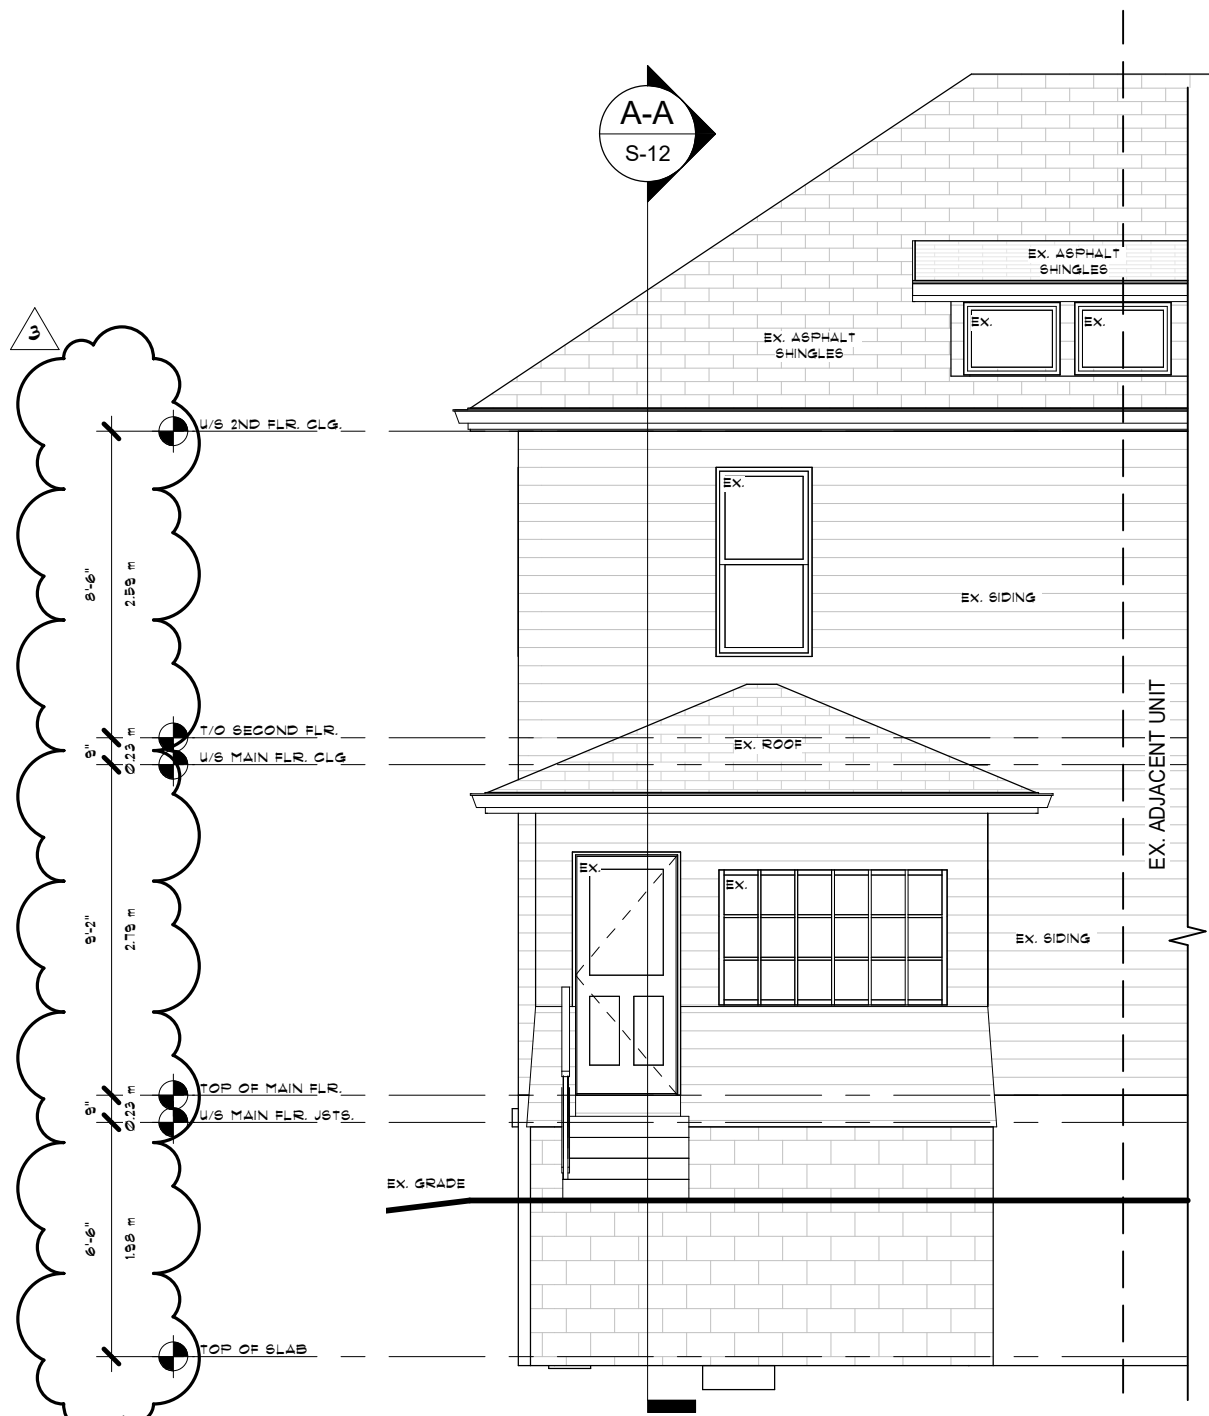 A-A
S-12
EX. ASPHALT
SHINGLES
3
EX.
EX.
EX. ASPHALT
SHINGLES
U/S 2ND FLR. CLG.
EX.
8'-6"
2.59 m
EX. SIDING
T/O SECOND FLR.
9"
0.23 m
U/S MAIN FLR. CLG
EX. ROOF
EX. ADJACENT UNIT
EX.
EX.
9'-2"
2.79 m
EX. SIDING
TOP OF MAIN FLR.
9"
0.23 m
U/S MAIN FLR. JSTS.
EX. GRADE
6'-6"
1.98 m
TOP OF SLAB